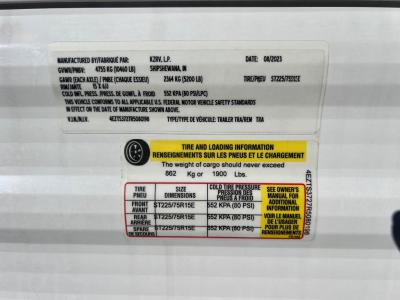 MANUFACTURED BY/FABRIQUÉ PAR: KZRV, L.P. DATE: 08/2023
GVWR/PNBV: 4755 KG (10460 LB) SHIPSHEWANA, IN
GAWR (EACH AXLE) / PNBE (CHAQUE ESSIEU) 2364 KG (5200 LB) TIRE/PNEU ST225/75R15E
RIM/JANTE 15 X 6JJ
COLD INFL. PRESS./PRESS. DE GONFL. À FROID 552 KPA (80 PSI/LPC)
THIS VEHICLE CONFORMS TO ALL APPLICABLE U.S. FEDERAL MOTOR VEHICLE SAFETY STANDARDS
IN EFFECT ON THE DATE OF MANUFACTURE SHOWN ABOVE.
V.I.N./N.I.V. TYPE OF VEHICLE: TRAILER TRA/REM TRA
TIRE AND LOADING INFORMATION
RENSEIGNEMENTS SUR LES PNEUS ET LE CHARGEMENT
The weight of cargo should never exceed
862 Kg or 1900 Lbs.
TIRE
PNEU
SIZE
DIMENSIONS
COLD TIRE PRESSURE
PRESSION DES
PNEUS À FROID
FRONT
AVANT
ST225/75R15E
552 KPA (80 PSI)
REAR
ARRIÈRE
ST225/75R15E
552 KPA (80 PSI)
SPARE
DE SECOURS
ST225/75R15E
552 KPA (80 PSI)
SEE OWNER'S
MANUAL FOR
ADDITIONAL
INFORMATION
VOIR LE MANUEL
DE L'USAGER
POUR PLUS DE
RENSEIGNEMENTS